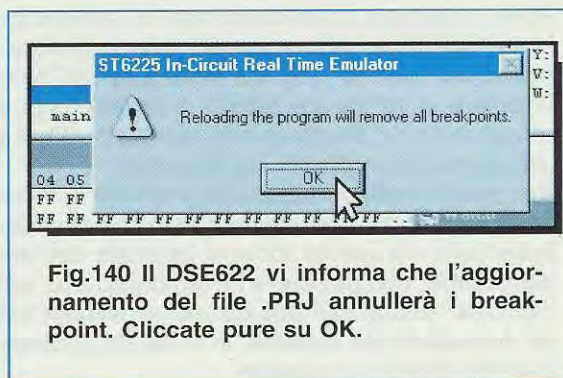 ST6225 In-Circuit Real Time Emulator
Y:
V:
W:
main
Reloading the program will remove all breakpoints.
OK
04 05
FF FF
FF FF FF FF FF FF FF FF FF FF FF FF ..
Fig.140 Il DSE622 vi informa che l'aggior-
namento del file .PRJ annullerà i break-
point. Cliccate pure su OK.